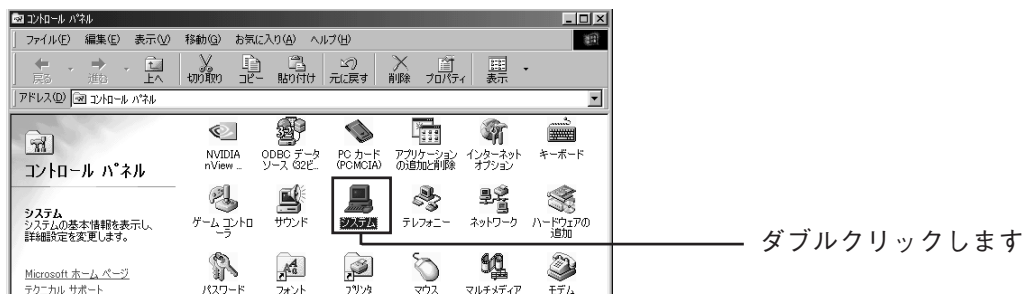 コントロール パネル
ファイル(F) 編集(E) 表示(V) 移動(G) お気に入り(A) ヘルプ(H)
戻る 進む 上へ 切り取り コピー 貼り付け 元に戻す 削除 プロパティ 表示
アドレス(D) コントロール パネル
コントロール パネル
システム
システムの基本情報を表示し、
詳細設定を変更します。
Microsoft ホーム ページ
テクニカル サポート
NVIDIA
nView ...
ODBC データ
ソース (32ビ...
PC カード
(PCMCIA)
アプリケーション
の追加と削除
インターネット
オプション
キーボード
ゲーム コントロ
ーラ
サウンド
システム
テレフォニー
ネットワーク
ハードウェアの
追加
パスワード
フォント
プリンタ
マウス
マルチメディア
モデム
ダブルクリックします